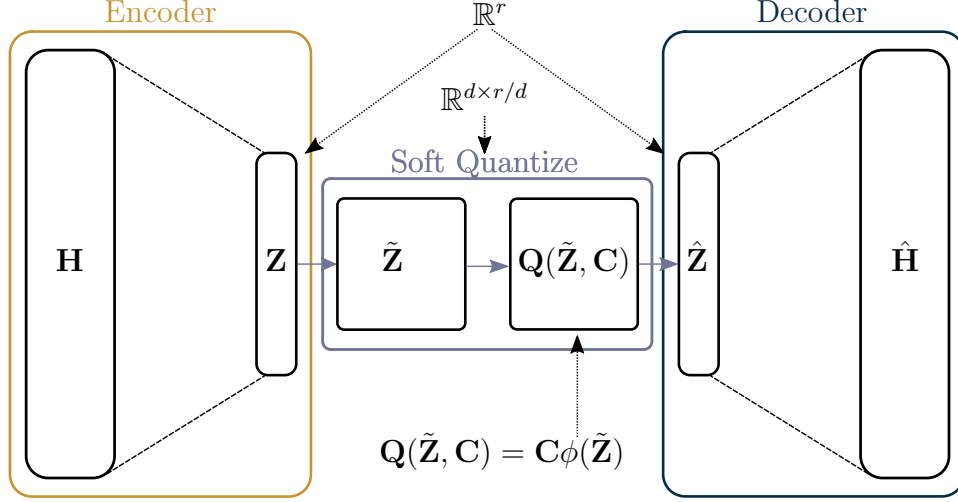 Encoder
ℝ^r
Decoder
ℝ^{d×r/d}
Soft Quantize
H
Z
Z̃
Q(Z̃, C)
Ẑ
Ĥ
Q(Z̃, C) = Cϕ(Z̃)